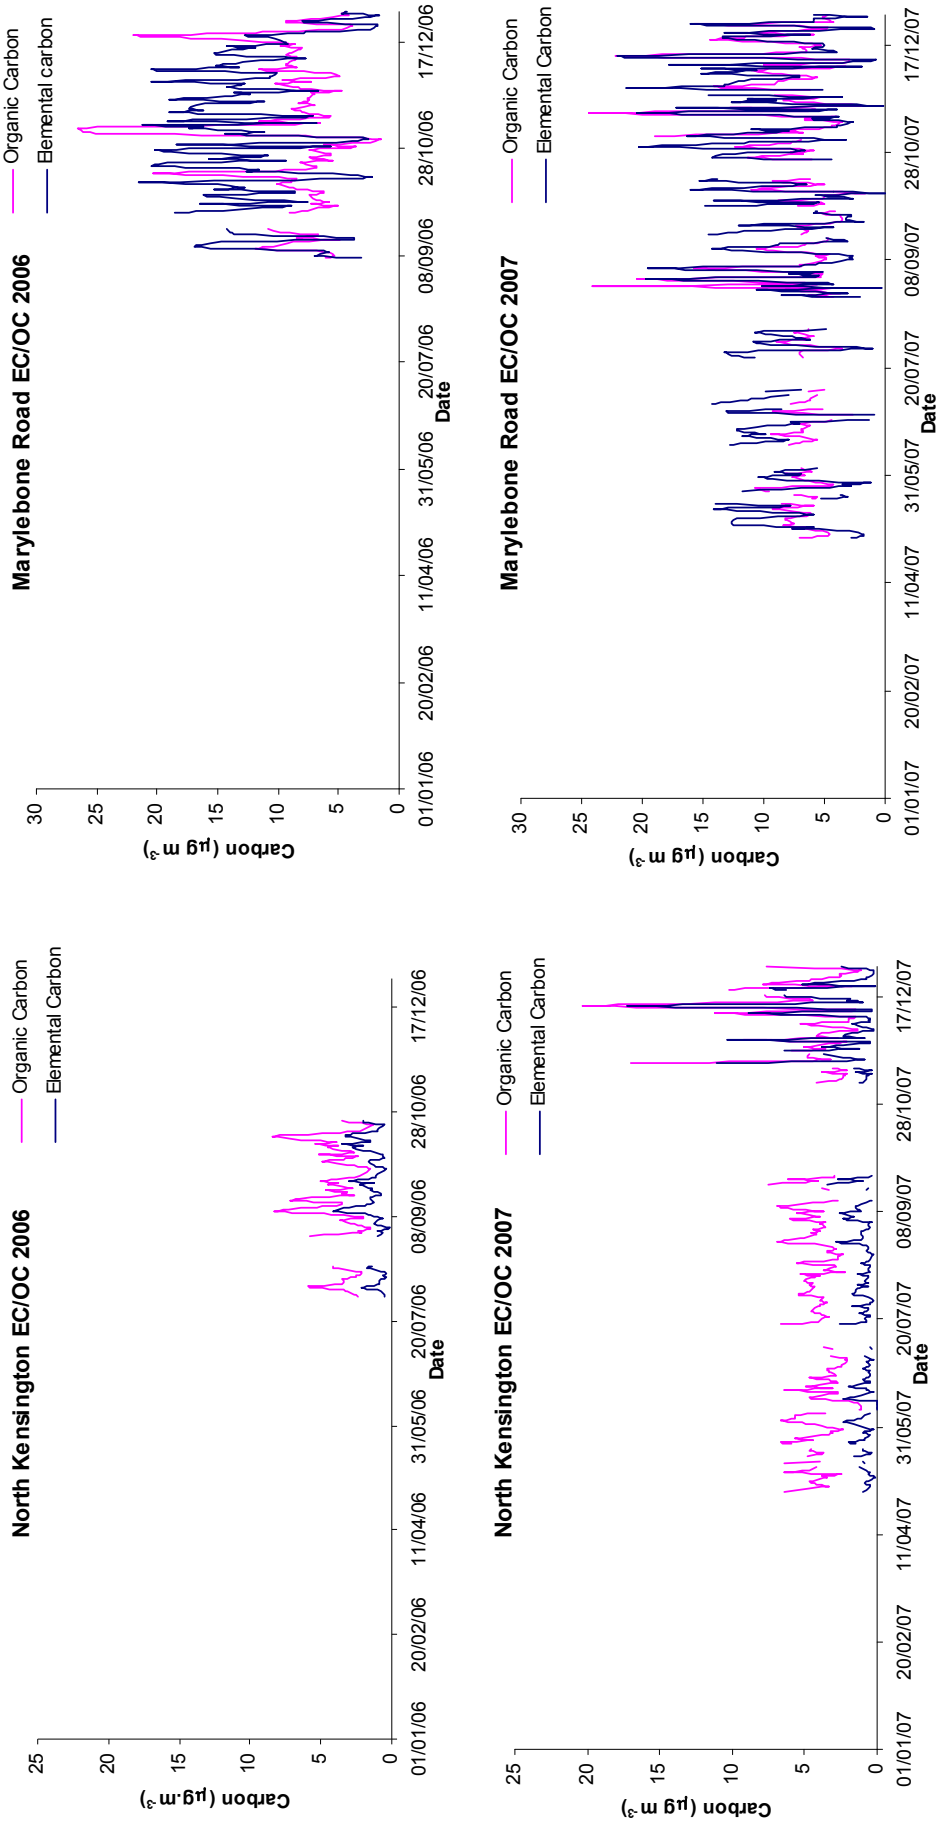 North Kensington EC/OC 2006
Organic Carbon
Elemental Carbon
Carbon (µg.m-3)
25
20
15
10
5
0
01/01/06
20/02/06
11/04/06
31/05/06
20/07/06
08/09/06
28/10/06
17/12/06
Date
Marylebone Road EC/OC 2006
Organic Carbon
Elemental carbon
Carbon (µg m-3)
30
25
20
15
10
5
0
01/01/06
20/02/06
11/04/06
31/05/06
20/07/06
08/09/06
28/10/06
17/12/06
Date
North Kensington EC/OC 2007
Organic Carbon
Elemental Carbon
Carbon (µg m-3)
25
20
15
10
5
0
01/01/07
20/02/07
11/04/07
31/05/07
20/07/07
08/09/07
28/10/07
17/12/07
Date
Marylebone Road EC/OC 2007
Organic Carbon
Elemental Carbon
Carbon (µg m-3)
30
25
20
15
10
5
0
01/01/07
20/02/07
11/04/07
31/05/07
20/07/07
08/09/07
28/10/07
17/12/07
Date